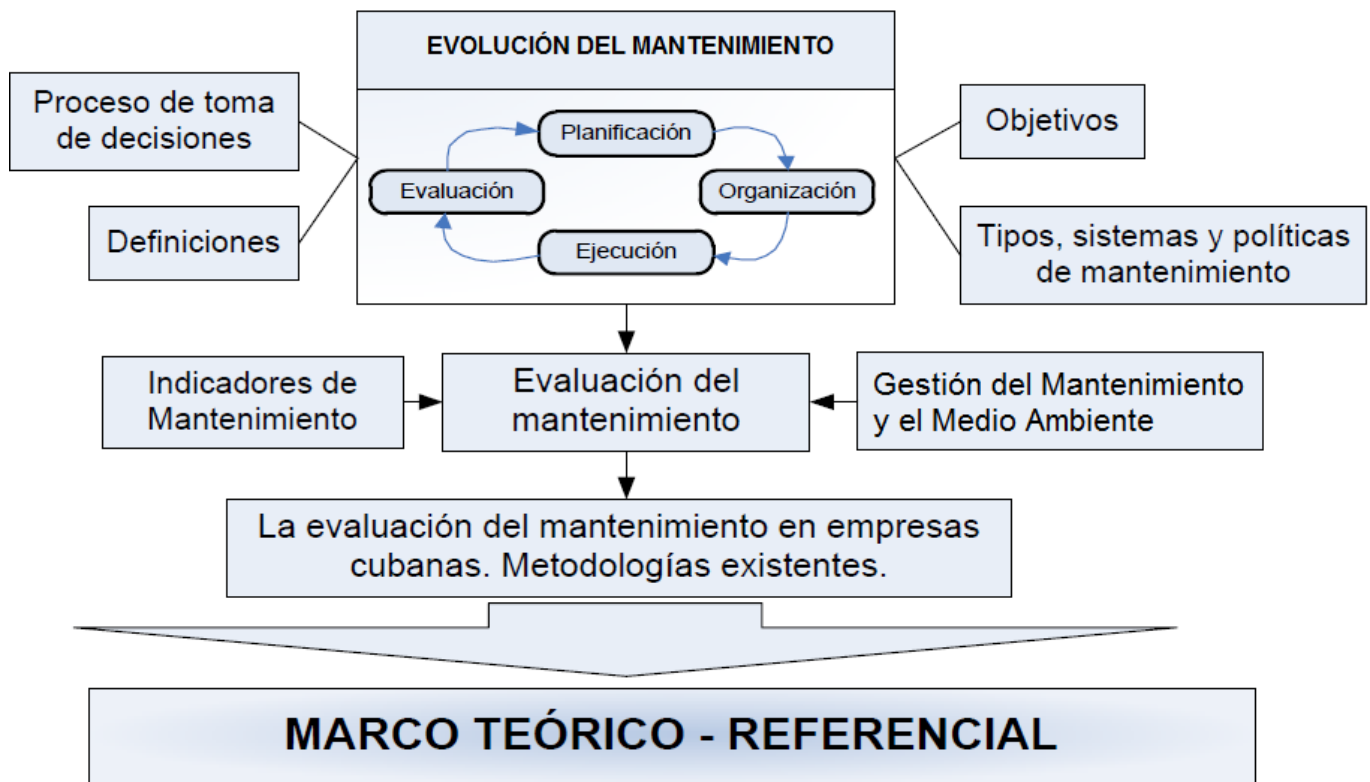 EVOLUCIÓN DEL MANTENIMIENTO
Proceso de toma
de decisiones
Definiciones
Planificación
Evaluación
Organización
Ejecución
Objetivos
Tipos, sistemas y políticas
de mantenimiento
Indicadores de
Mantenimiento
Evaluación del
mantenimiento
Gestión del Mantenimiento
y el Medio Ambiente
La evaluación del mantenimiento en empresas
cubanas. Metodologías existentes.
MARCO TEÓRICO - REFERENCIAL